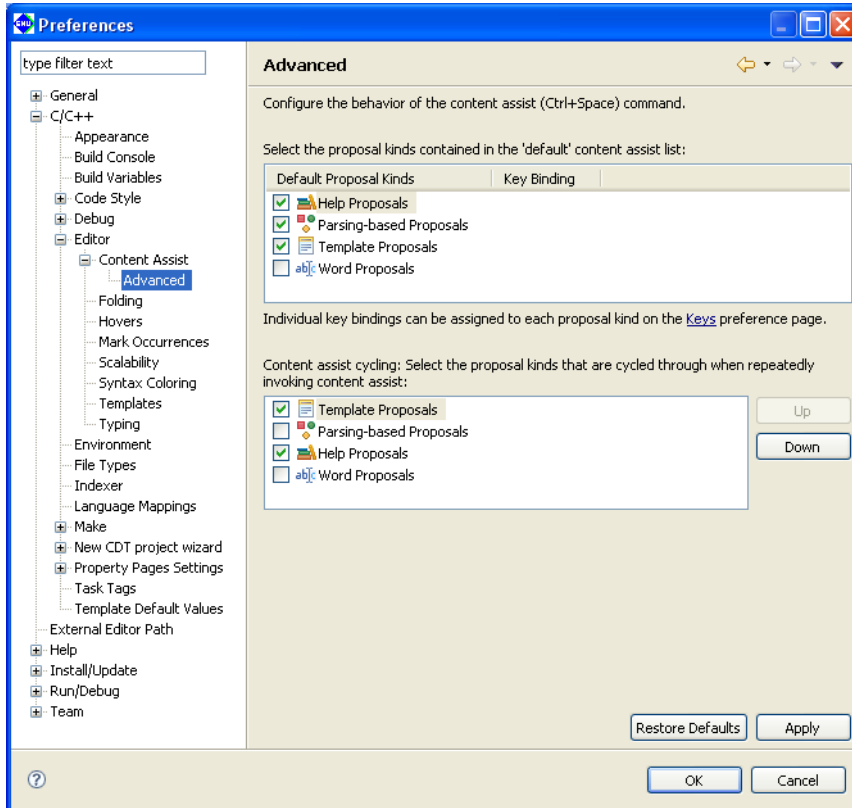 Preferences
type filter text
General
C/C++
Appearance
Build Console
Build Variables
Code Style
Debug
Editor
Content Assist
Advanced
Folding
Hovers
Mark Occurrences
Scalability
Syntax Coloring
Templates
Typing
Environment
File Types
Indexer
Language Mappings
Make
New CDT project wizard
Property Pages Settings
Task Tags
Template Default Values
External Editor Path
Help
Install/Update
Run/Debug
Team
Advanced
Configure the behavior of the content assist (Ctrl+Space) command.
Select the proposal kinds contained in the 'default' content assist list:
Default Proposal Kinds Key Binding
Help Proposals
Parsing-based Proposals
Template Proposals
Word Proposals
Individual key bindings can be assigned to each proposal kind on the Keys preference page.
Content assist cycling: Select the proposal kinds that are cycled through when repeatedly
invoking content assist:
Template Proposals
Parsing-based Proposals
Help Proposals
Word Proposals
Up
Down
Restore Defaults Apply
OK Cancel